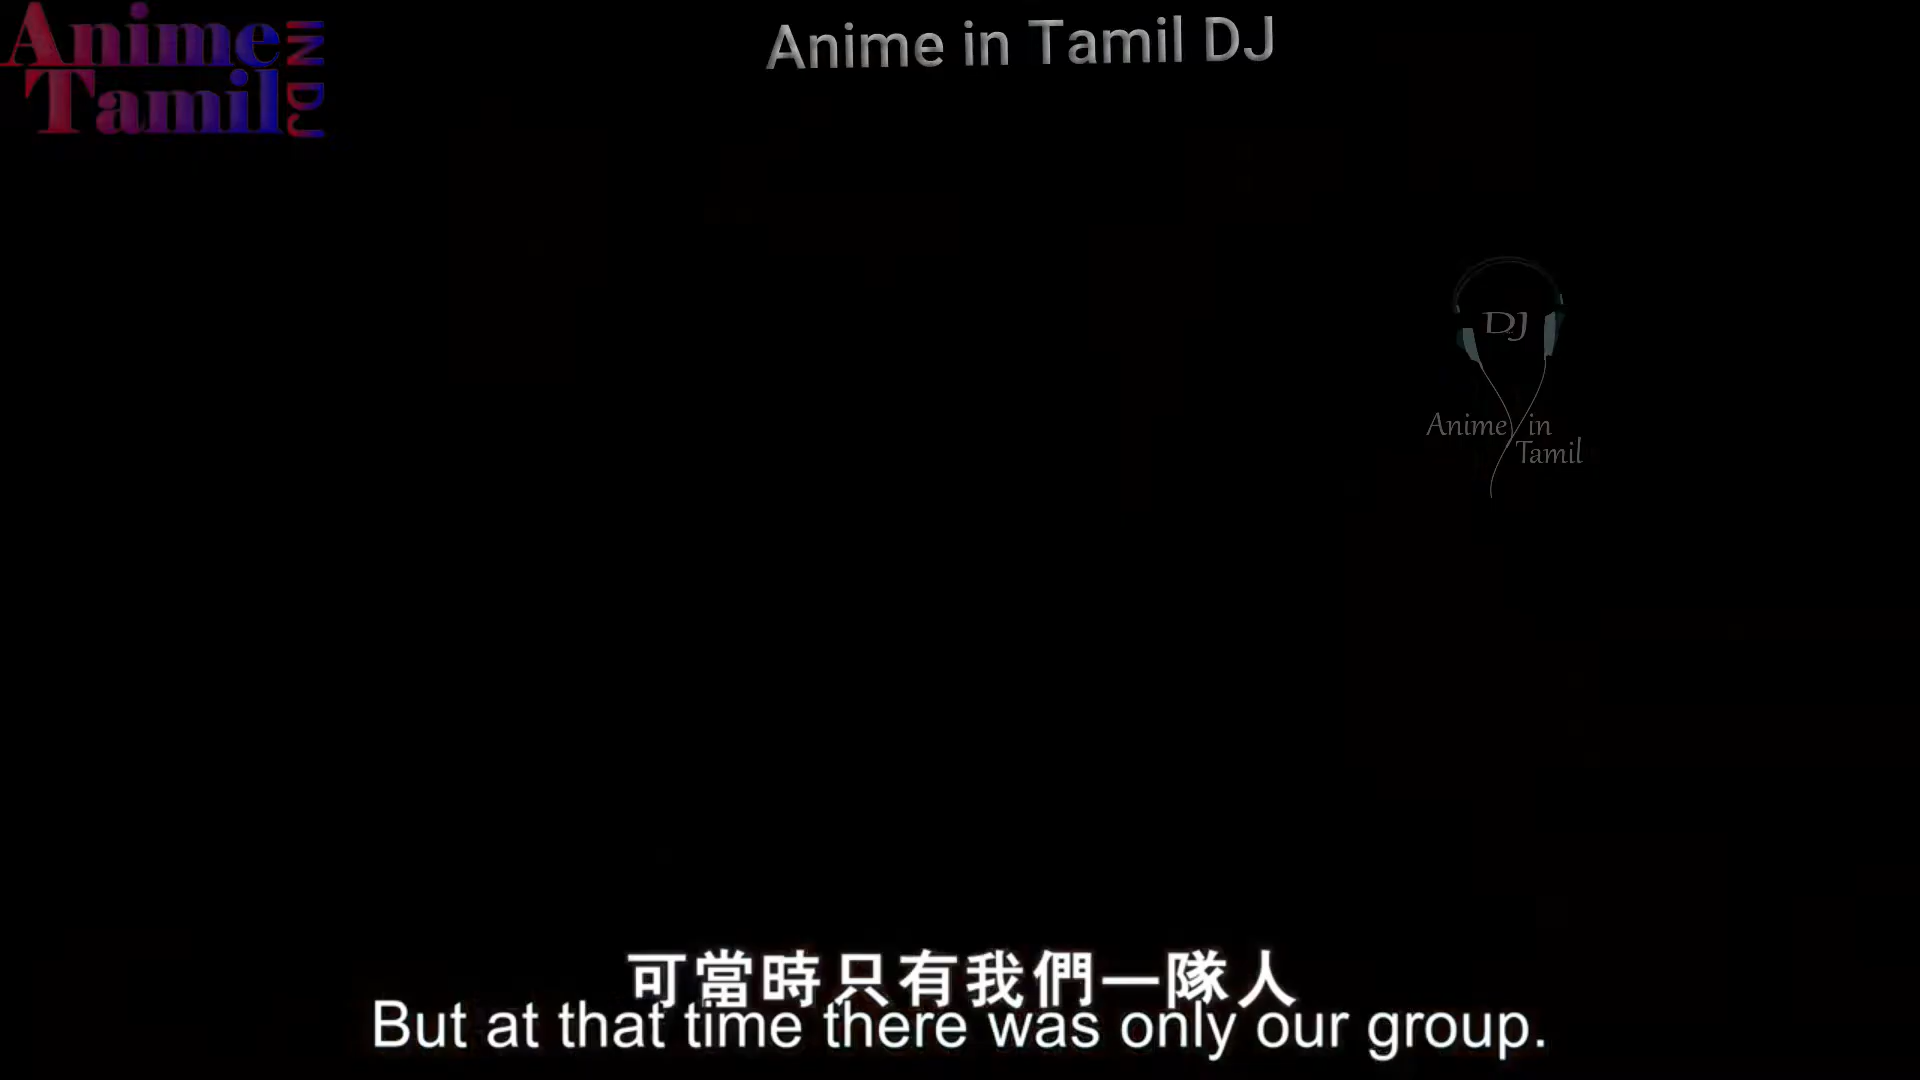 Anime
Tamil
IN DJ
Anime in Tamil DJ
DJ
Anime in
Tamil
可當時只有我們一隊人
But at that time there was only our group.